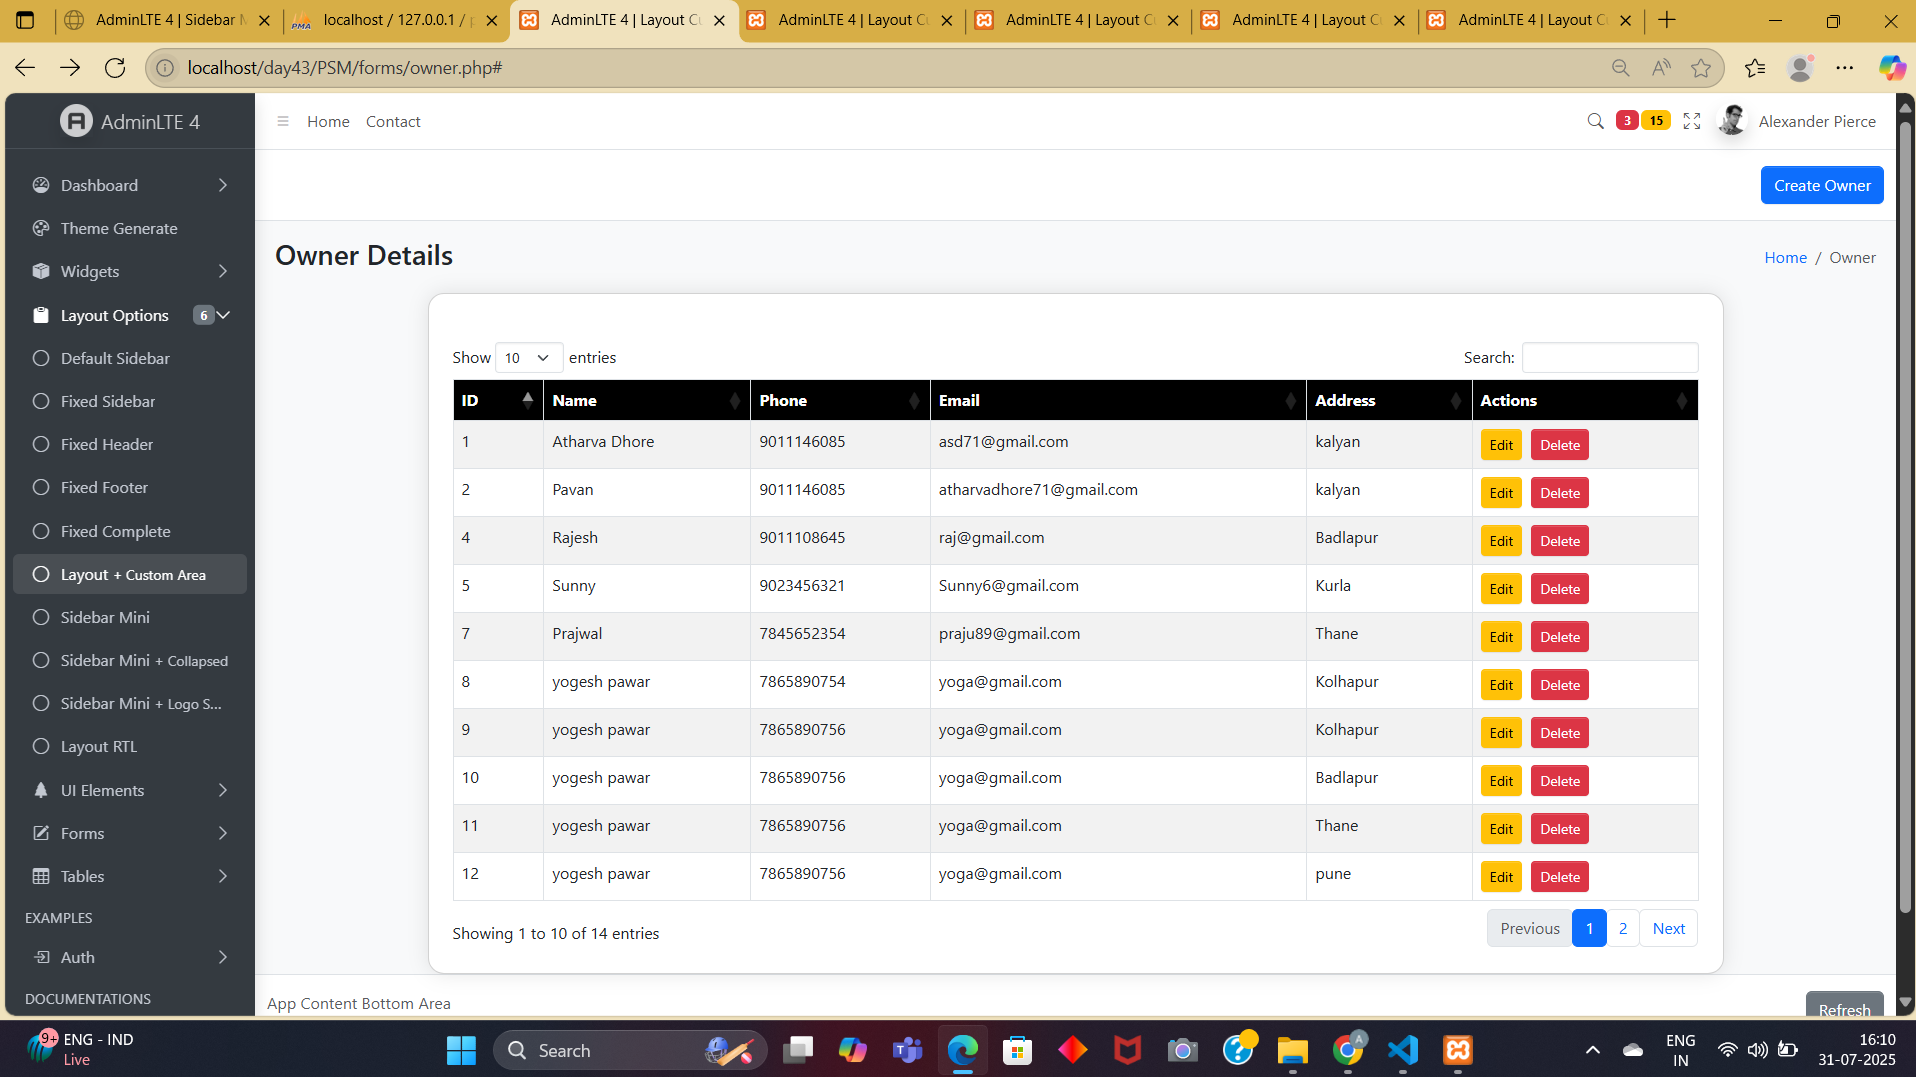 AdminLTE 4 | Sidebar M
localhost / 127.0.0.1 / p
AdminLTE 4 | Layout Cu
AdminLTE 4 | Layout Cu
AdminLTE 4 | Layout Cu
AdminLTE 4 | Layout Cu
AdminLTE 4 | Layout Cu
localhost/day43/PSM/forms/owner.php#
AdminLTE 4
Home Contact
3 15 Alexander Pierce
Dashboard
Theme Generate
Widgets
Layout Options 6
Default Sidebar
Fixed Sidebar
Fixed Header
Fixed Footer
Fixed Complete
Layout + Custom Area
Sidebar Mini
Sidebar Mini + Collapsed
Sidebar Mini + Logo S...
Layout RTL
UI Elements
Forms
Tables
EXAMPLES
Auth
DOCUMENTATIONS
Create Owner
Owner Details
Home / Owner
Show 10 entries
Search:
ID Name Phone Email Address Actions
1 Atharva Dhore 9011146085 asd71@gmail.com kalyan Edit Delete
2 Pavan 9011146085 atharvadhore71@gmail.com kalyan Edit Delete
4 Rajesh 9011108645 raj@gmail.com Badlapur Edit Delete
5 Sunny 9023456321 Sunny6@gmail.com Kurla Edit Delete
7 Prajwal 7845652354 praju89@gmail.com Thane Edit Delete
8 yogesh pawar 7865890754 yoga@gmail.com Kolhapur Edit Delete
9 yogesh pawar 7865890756 yoga@gmail.com Kolhapur Edit Delete
10 yogesh pawar 7865890756 yoga@gmail.com Badlapur Edit Delete
11 yogesh pawar 7865890756 yoga@gmail.com Thane Edit Delete
12 yogesh pawar 7865890756 yoga@gmail.com pune Edit Delete
Showing 1 to 10 of 14 entries
Previous 1 2 Next
App Content Bottom Area
Refresh
9+ ENG - IND
Live
Search
ENG
IN
16:10
31-07-2025